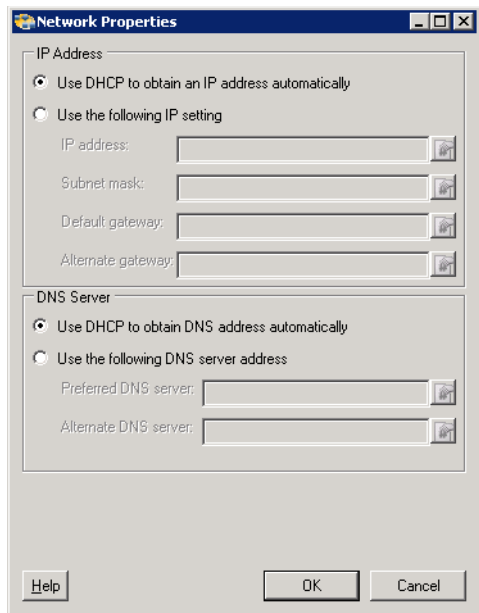 Network Properties
IP Address
Use DHCP to obtain an IP address automatically
Use the following IP setting
IP address:
Subnet mask:
Default gateway:
Alternate gateway:
DNS Server
Use DHCP to obtain DNS address automatically
Use the following DNS server address
Preferred DNS server:
Alternate DNS server:
Help
OK
Cancel